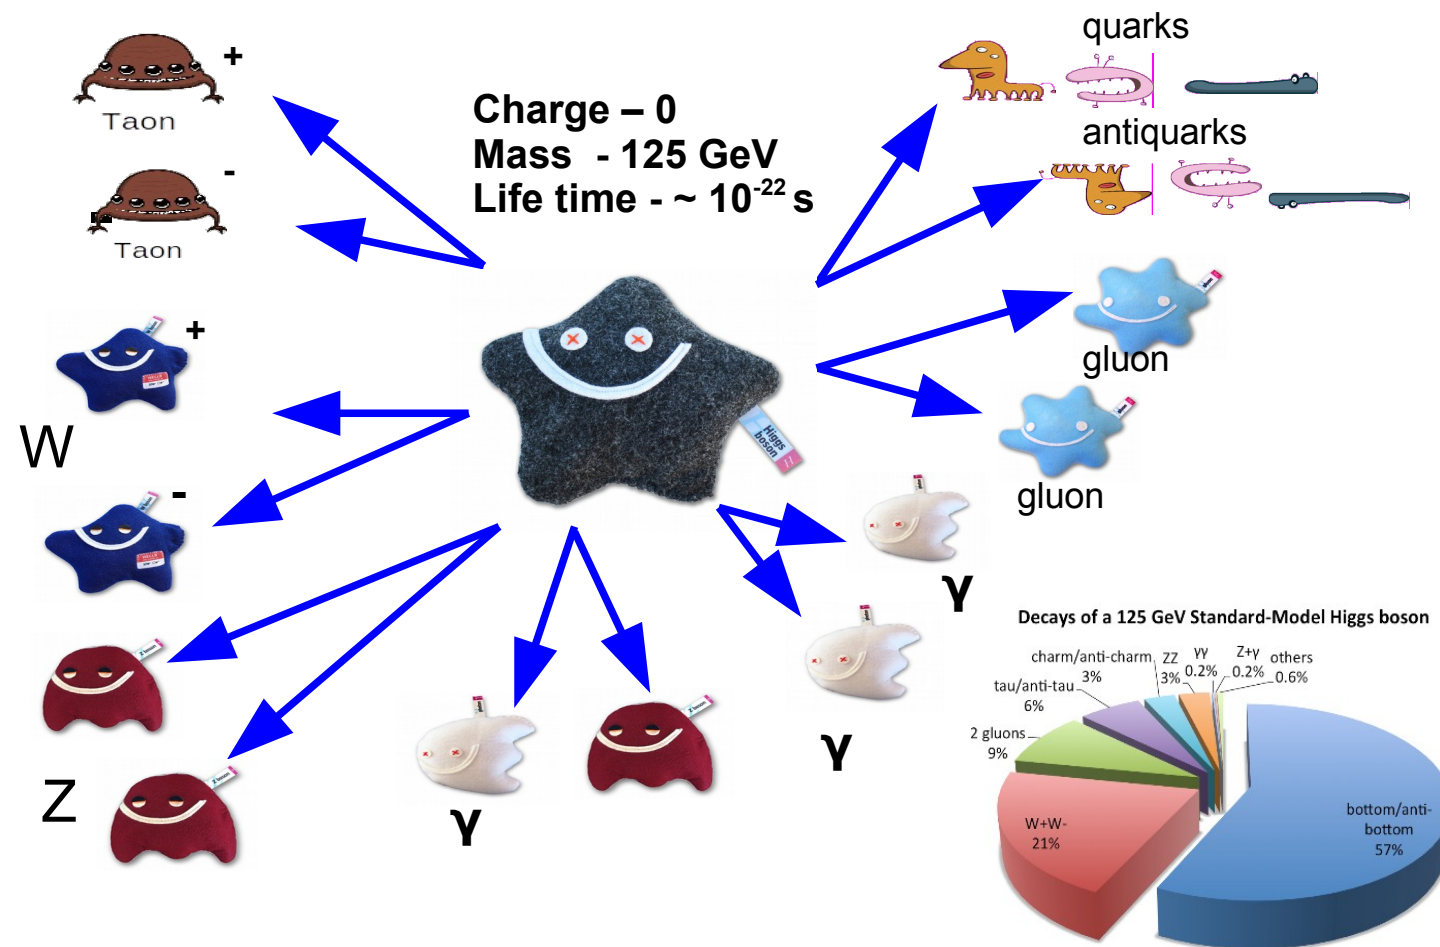 +
Taon
-
Taon
Charge – 0
Mass - 125 GeV
Life time - ~ 10⁻²² s
quarks
antiquarks
gluon
gluon
+
W
-
Higgs
boson
H
Z
γ
γ
γ
Decays of a 125 GeV Standard-Model Higgs boson
charm/anti-charm
3%
ZZ
3%
γγ
0.2%
Z+γ
0.2%
others
0.6%
tau/anti-tau
6%
2 gluons
9%
W+W-
21%
bottom/anti-
bottom
57%